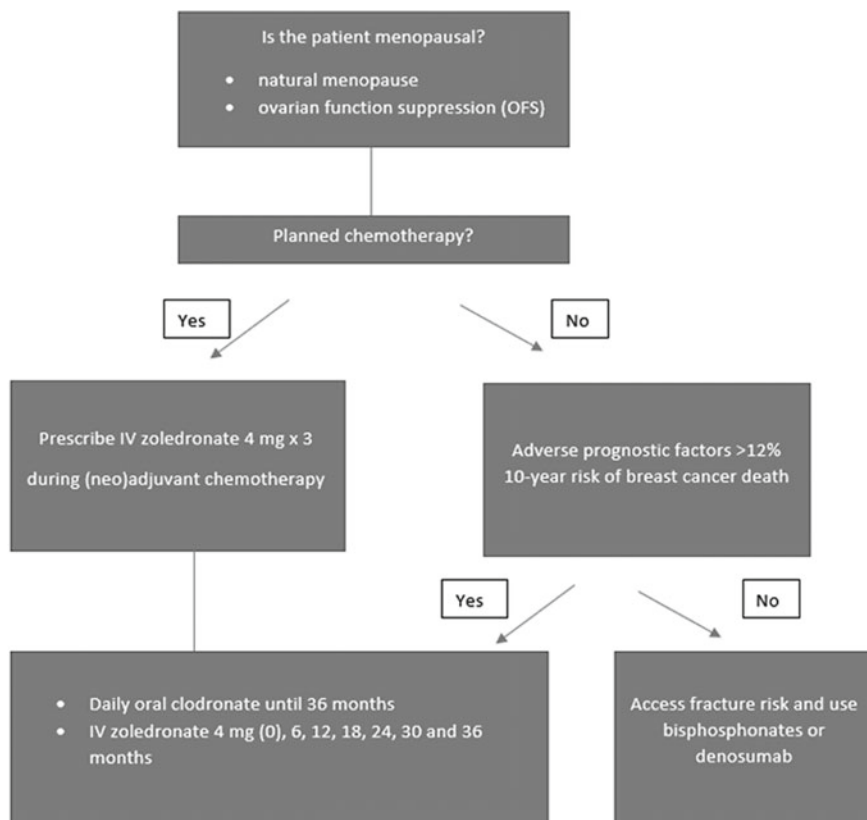 Is the patient menopausal?
• natural menopause
• ovarian function suppression (OFS)
Planned chemotherapy?
Yes
No
Prescribe IV zoledronate 4 mg x 3
during (neo)adjuvant chemotherapy
Adverse prognostic factors >12%
10-year risk of breast cancer death
Yes
No
• Daily oral clodronate until 36 months
• IV zoledronate 4 mg (0), 6, 12, 18, 24, 30 and 36
months
Access fracture risk and use
bisphosphonates or
denosumab